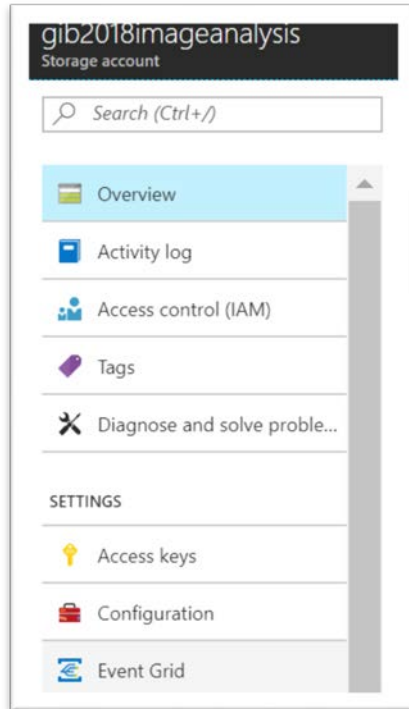 gib2018imageanalysis
Storage account
Search (Ctrl+/)
Overview
Activity log
Access control (IAM)
Tags
Diagnose and solve proble...
SETTINGS
Access keys
Configuration
Event Grid